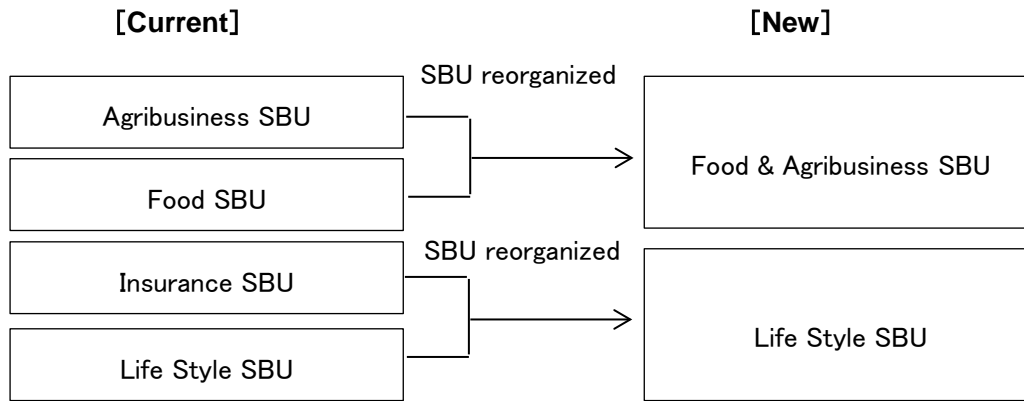 [Current]
[New]
SBU reorganized
Agribusiness SBU
Food SBU
Food & Agribusiness SBU
SBU reorganized
Insurance SBU
Life Style SBU
Life Style SBU